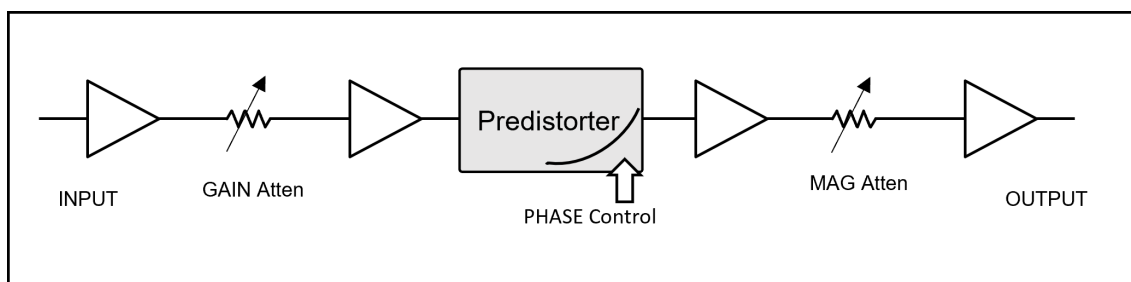 Predistorter
INPUT
GAIN Atten
PHASE Control
MAG Atten
OUTPUT